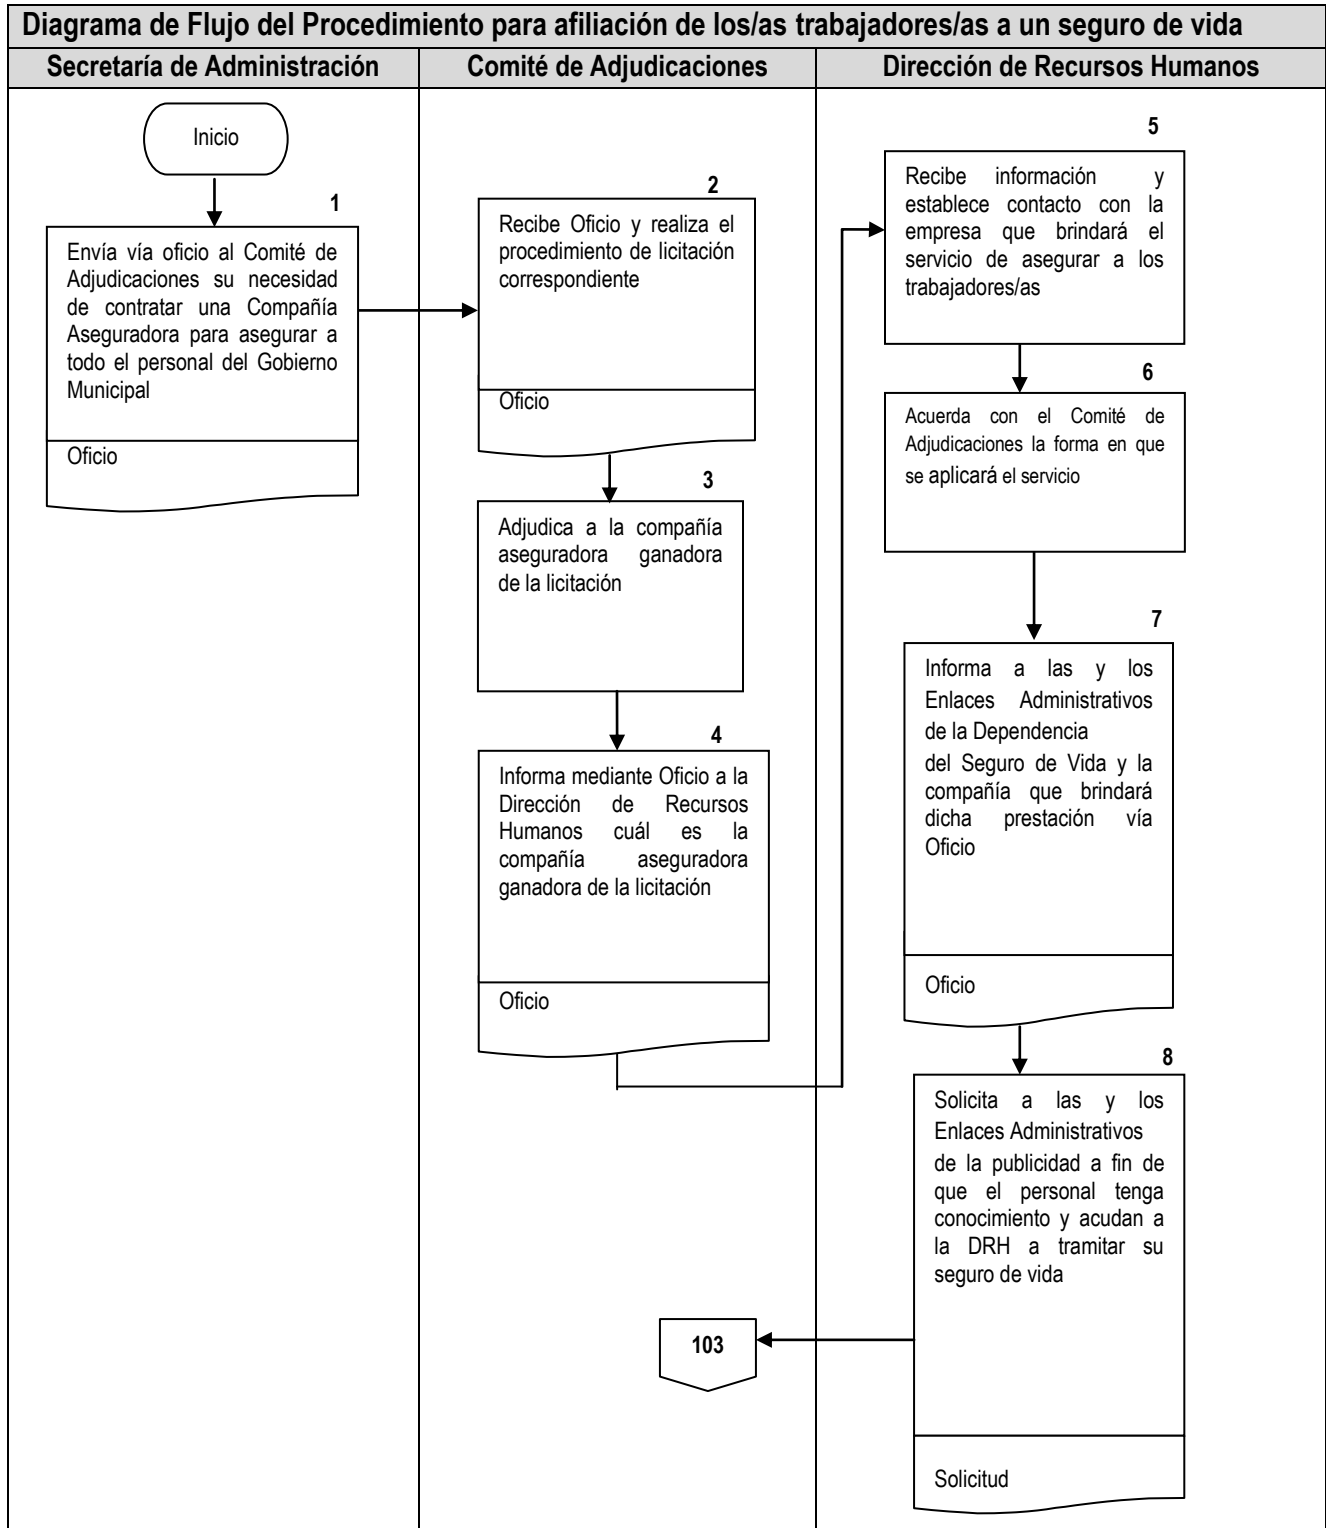 Diagrama de Flujo del Procedimiento para afiliación de los/as trabajadores/as a un seguro de vida
Secretaría de Administración
Comité de Adjudicaciones
Dirección de Recursos Humanos
Inicio
1
Envía vía oficio al Comité de
Adjudicaciones su necesidad
de contratar una Compañía
Aseguradora para asegurar a
todo el personal del Gobierno
Municipal
Oficio
2
Recibe Oficio y realiza el
procedimiento de licitación
correspondiente
Oficio
3
Adjudica a la compañía
aseguradora ganadora
de la licitación
4
Informa mediante Oficio a la
Dirección de Recursos
Humanos cuál es la
compañía aseguradora
ganadora de la licitación
Oficio
5
Recibe información y
establece contacto con la
empresa que brindará el
servicio de asegurar a los
trabajadores/as
6
Acuerda con el Comité de
Adjudicaciones la forma en que
se aplicará el servicio
7
Informa a las y los
Enlaces Administrativos
de la Dependencia
del Seguro de Vida y la
compañía que brindará
dicha prestación vía
Oficio
Oficio
8
Solicita a las y los
Enlaces Administrativos
de la publicidad a fin de
que el personal tenga
conocimiento y acudan a
la DRH a tramitar su
seguro de vida
Solicitud
103